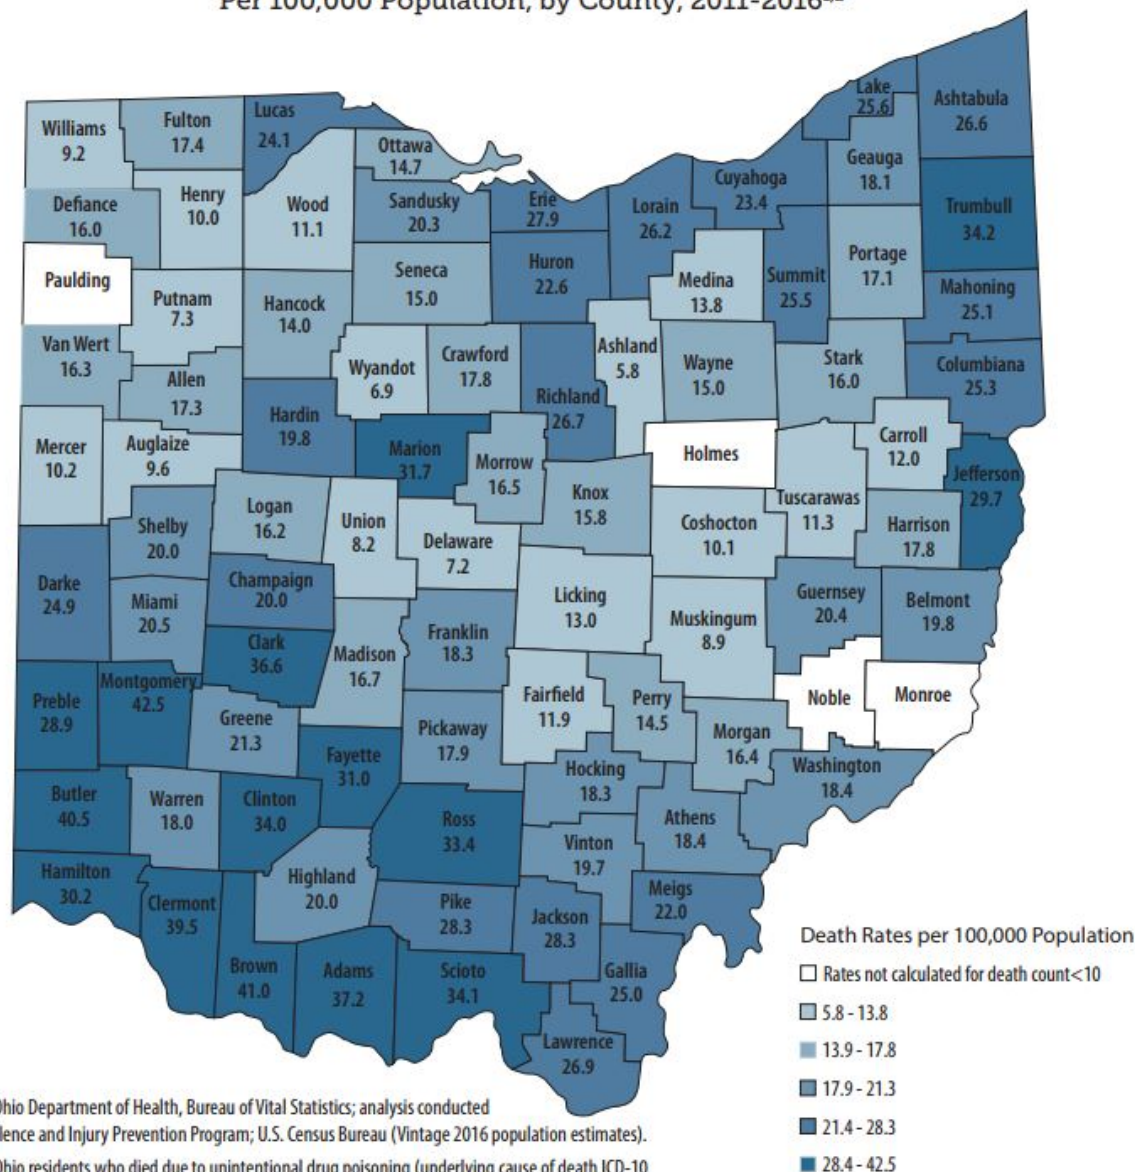 Per 100,000 Population, by County, 2011-2016
Williams
9.2
Fulton
17.4
Lucas
24.1
Ottawa
14.7
Lake
25.6
Ashtabula
26.6
Geauga
18.1
Cuyahoga
23.4
Defiance
16.0
Henry
10.0
Wood
11.1
Sandusky
20.3
Erie
27.9
Lorain
26.2
Trumbull
34.2
Paulding
Putnam
7.3
Hancock
14.0
Seneca
15.0
Huron
22.6
Medina
13.8
Summit
25.5
Portage
17.1
Mahoning
25.1
Van Wert
16.3
Allen
17.3
Wyandot
6.9
Crawford
17.8
Richland
26.7
Ashland
5.8
Wayne
15.0
Stark
16.0
Columbiana
25.3
Hardin
19.8
Mercer
10.2
Auglaize
9.6
Marion
31.7
Morrow
16.5
Holmes
Carroll
12.0
Jefferson
29.7
Knox
15.8
Tuscarawas
11.3
Shelby
20.0
Logan
16.2
Union
8.2
Delaware
7.2
Coshocton
10.1
Harrison
17.8
Darke
24.9
Champaign
20.0
Miami
20.5
Licking
13.0
Guernsey
20.4
Belmont
19.8
Muskingum
8.9
Franklin
18.3
Clark
36.6
Madison
16.7
Preble
28.9
Montgomery
42.5
Greene
21.3
Pickaway
17.9
Fairfield
11.9
Perry
14.5
Noble
Monroe
Morgan
16.4
Fayette
31.0
Hocking
18.3
Washington
18.4
Butler
40.5
Warren
18.0
Clinton
34.0
Ross
33.4
Athens
18.4
Vinton
19.7
Hamilton
30.2
Highland
20.0
Clermont
39.5
Pike
28.3
Jackson
28.3
Meigs
22.0
Brown
41.0
Adams
37.2
Scioto
34.1
Gallia
25.0
Lawrence
26.9
Death Rates per 100,000 Population
Rates not calculated for death count<10
5.8 - 13.8
13.9 - 17.8
17.9 - 21.3
21.4 - 28.3
28.4 - 42.5
Ohio Department of Health, Bureau of Vital Statistics; analysis conducted
lence and Injury Prevention Program; U.S. Census Bureau (Vintage 2016 population estimates).
Ohio residents who died due to unintentional drug poisoning (underlying cause of death ICD-10